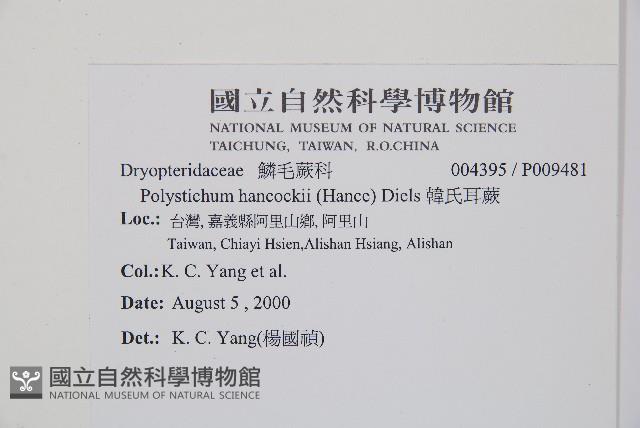 國立自然科學博物館
NATIONAL MUSEUM OF NATURAL SCIENCE
TAICHUNG, TAIWAN, R.O.CHINA
Dryopteridaceae 鱗毛蕨科 004395 / P009481
Polystichum hancockii (Hance) Diels 韓氏耳蕨
Loc.: 台灣, 嘉義縣阿里山鄉, 阿里山
Taiwan, Chiayi Hsien,Alishan Hsiang, Alishan
Col.: K. C. Yang et al.
Date: August 5 , 2000
Det.: K. C. Yang(楊國禎)
國立自然科學博物館
NATIONAL MUSEUM OF NATURAL SCIENCE